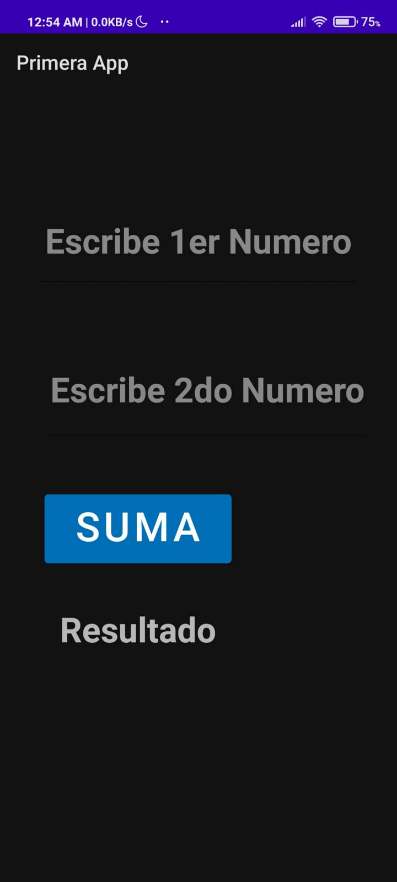 12:54 AM | 0.0KB/s
75%
Primera App
Escribe 1er Numero
Escribe 2do Numero
SUMA
Resultado